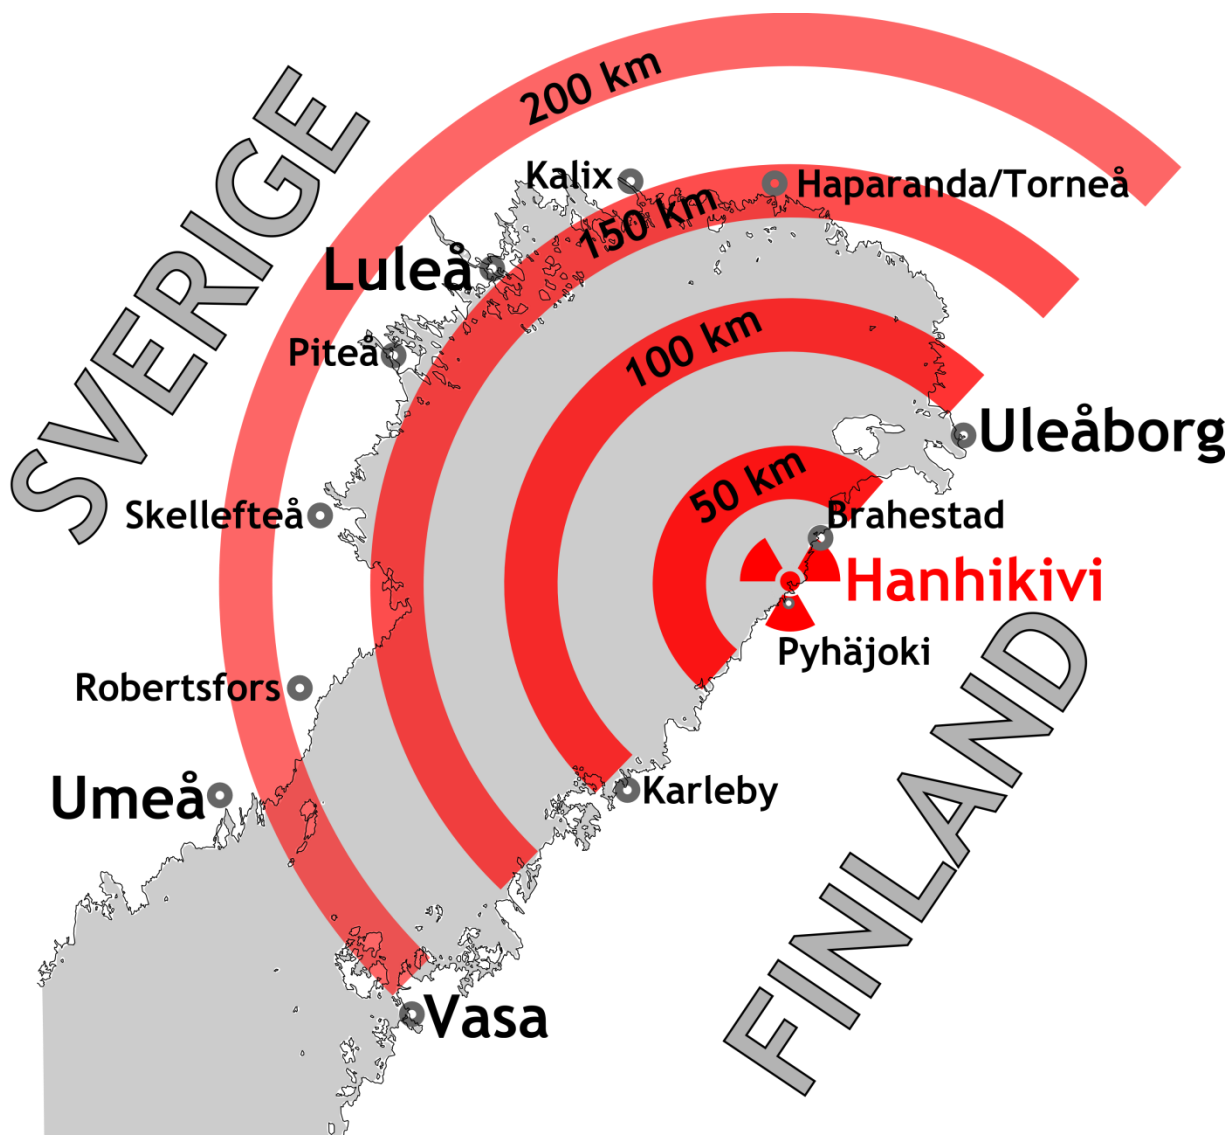 200 km
SVERIGE
Kalix
Haparanda/Torneå
150 km
Luleå
Piteå
100 km
Uleåborg
50 km
Skellefteå
Brahestad
Hanhikivi
Pyhäjoki
Robertsfors
FINLAND
Umeå
Karleby
Vasa